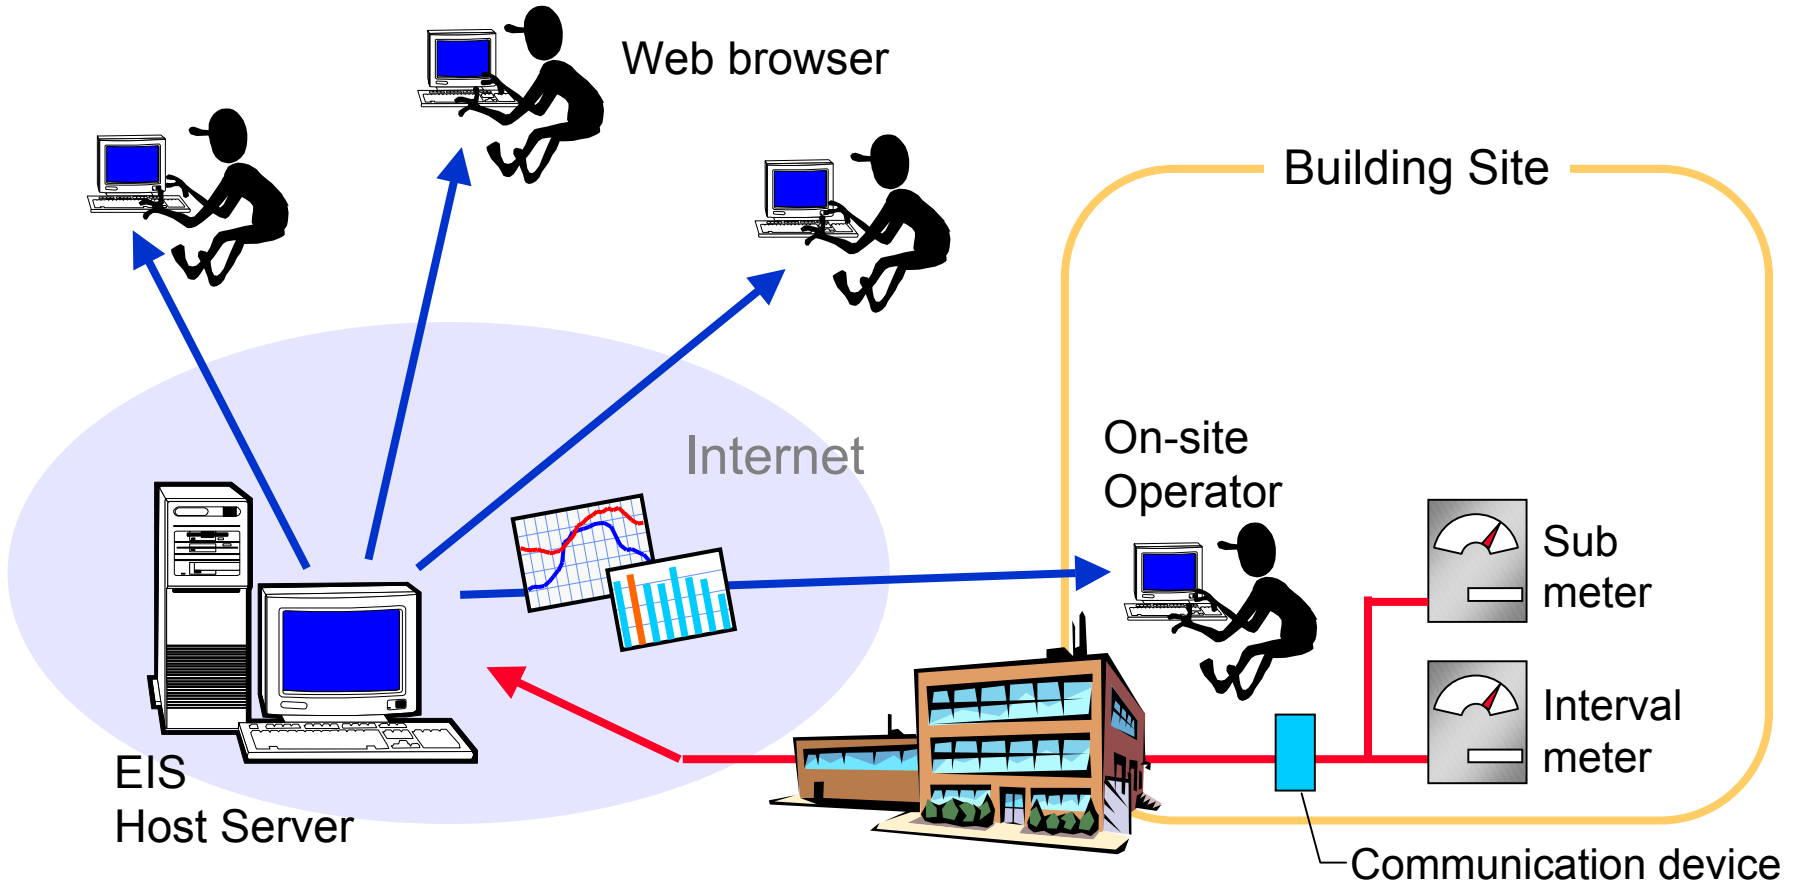 Web browser
Building Site
Internet
On-site
Operator
Sub
meter
Interval
meter
EIS
Host Server
Communication device